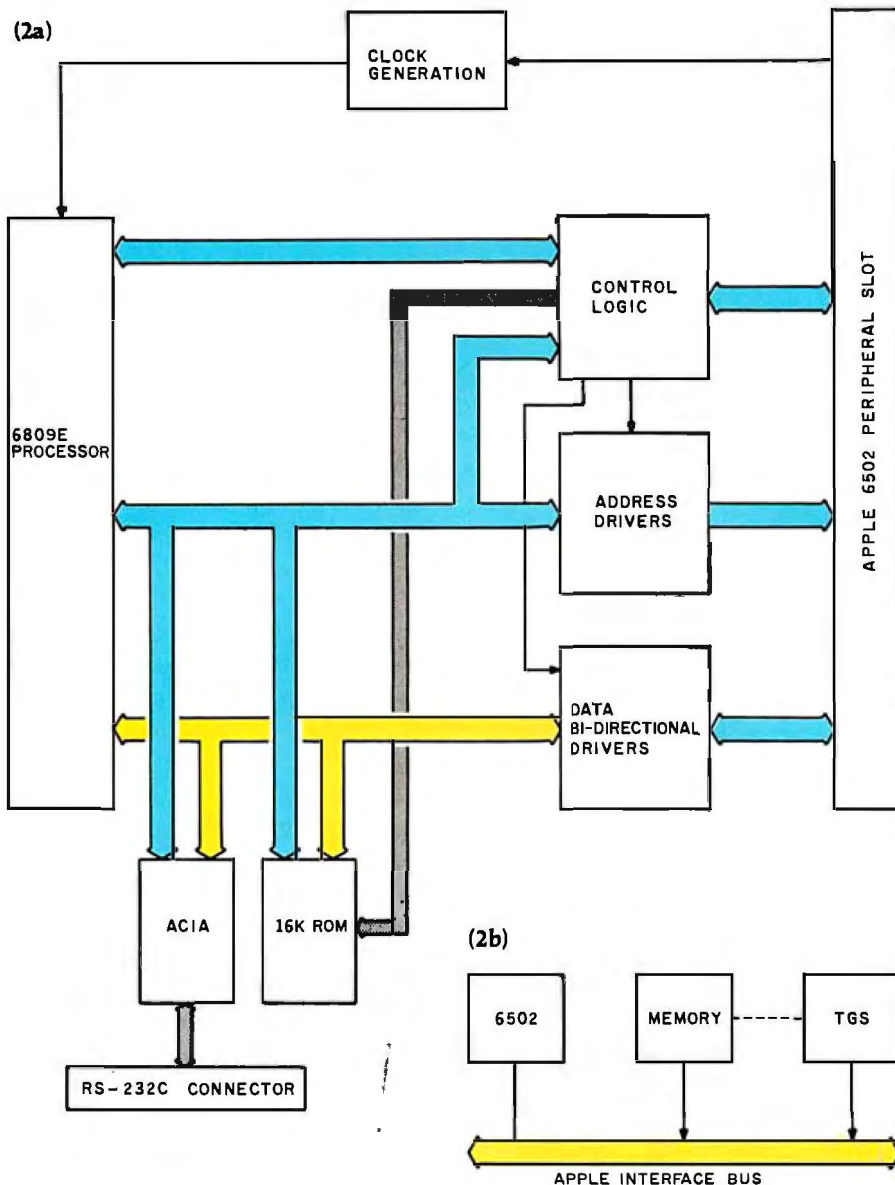 (2a)
CLOCK
GENERATION
CONTROL
LOGIC
6809E
PROCESSOR
ADDRESS
DRIVERS
APPLE 6502 PERIPHERAL SLOT
DATA
BI-DIRECTIONAL
DRIVERS
ACIA
16K ROM
RS-232C CONNECTOR
(2b)
6502
MEMORY
TGS
APPLE INTERFACE BUS